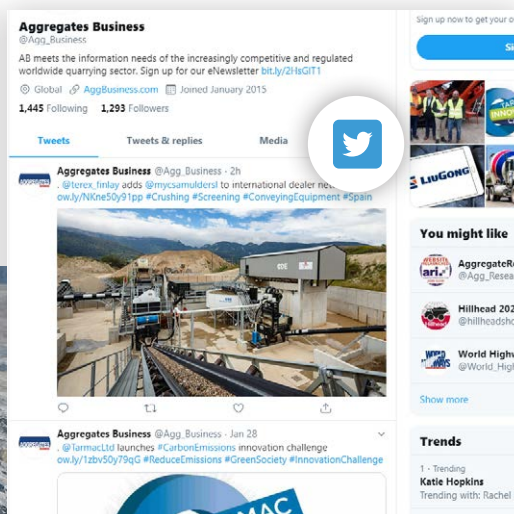 Aggregates Business
@Agg_Business
AB meets the information needs of the increasingly competitive and regulated
worldwide quarrying sector. Sign up for our eNewsletter bit.ly/2HsGIT1
Global AggBusiness.com Joined January 2015
1,445 Following 1,293 Followers
Tweets Tweets & replies Media
Aggregates Business @Agg_Business · 2h
. @terex_finlay adds @mycsamuldersl to international dealer
ow.ly/NKne50y91pp #Crushing #Screening #ConveyingEquipment #Spain
CDE
Aggregates Business @Agg_Business · Jan 28
. @TarmacLtd launches #CarbonEmissions innovation challenge
ow.ly/1zbv50y79qG #ReduceEmissions #GreenSociety #InnovationChallenge
MAC
Sign up now to get your
LIUGONG
You might like
ari
@Agg_Resea
Hillhead 202
@hillheadsho
World High
@World_High
Show more
Trends
1 · Trending
Katie Hopkins
Trending with: Rachel